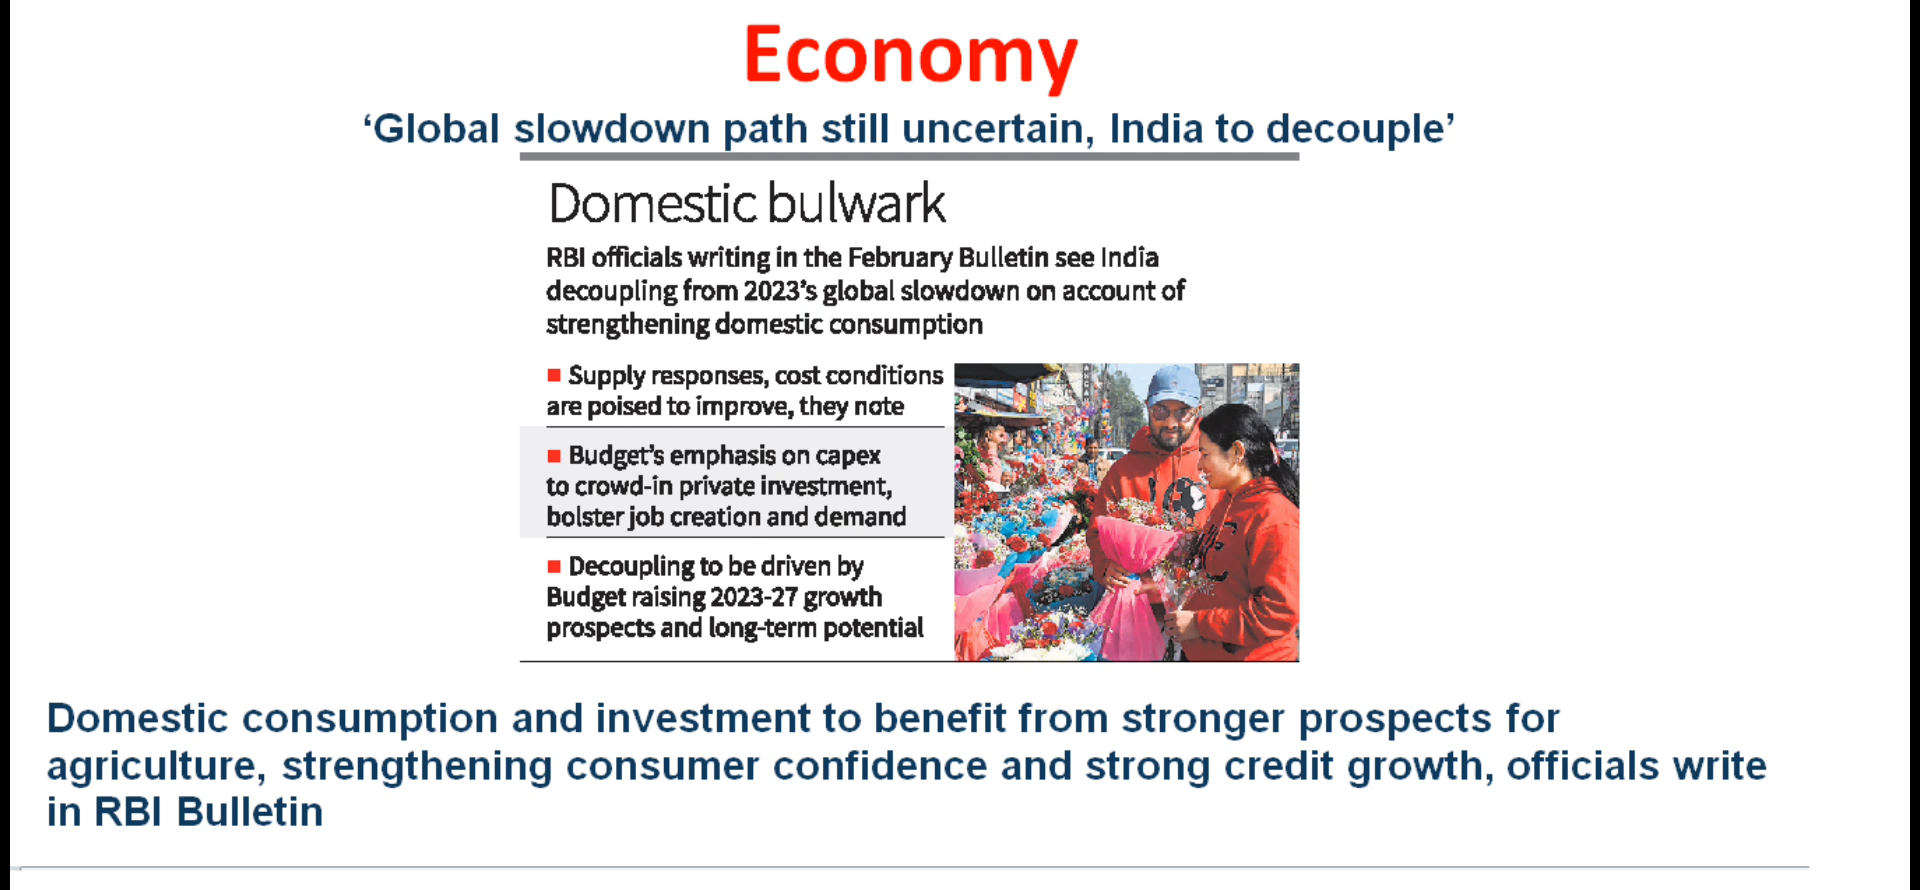 Economy
‘Global slowdown path still uncertain, India to decouple’
Domestic bulwark
RBI officials writing in the February Bulletin see India
decoupling from 2023’s global slowdown on account of
strengthening domestic consumption
■ Supply responses, cost conditions
are poised to improve, they note
■ Budget’s emphasis on capex
to crowd-in private investment,
bolster job creation and demand
■ Decoupling to be driven by
Budget raising 2023-27 growth
prospects and long-term potential
Domestic consumption and investment to benefit from stronger prospects for
agriculture, strengthening consumer confidence and strong credit growth, officials write
in RBI Bulletin